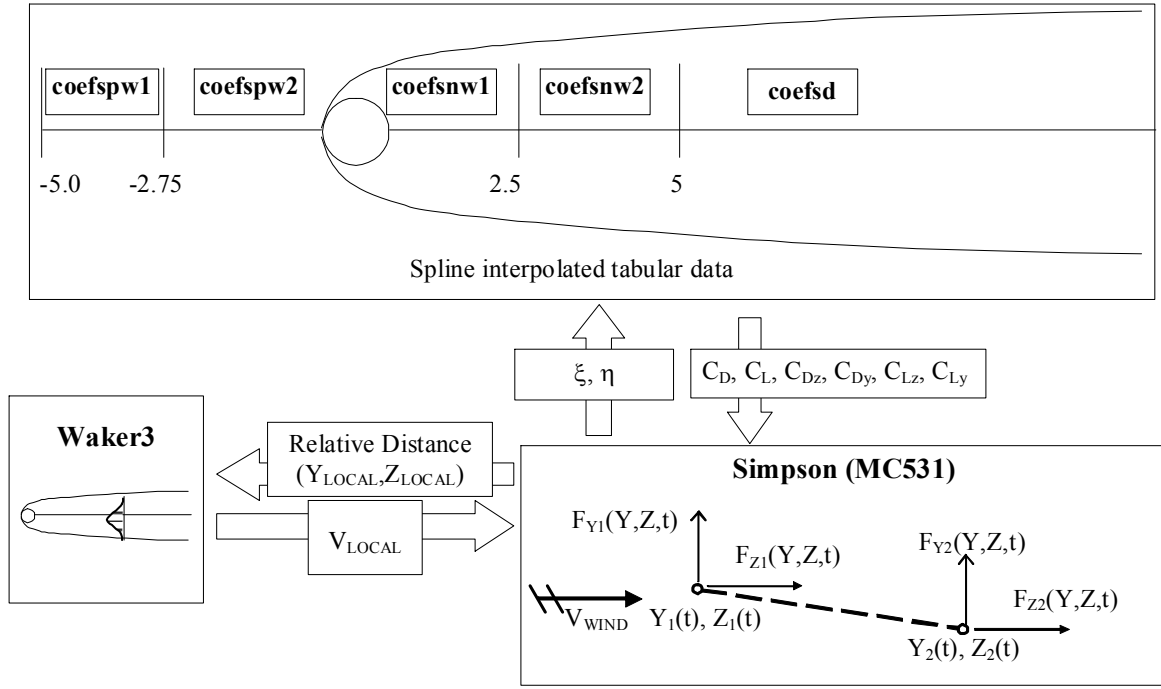 coefspw1 coefspw2 coefsnw1 coefsnw2 coefsd
-5.0 -2.75 2.5 5
Spline interpolated tabular data
ξ, η
C_D, C_L, C_Dz, C_Dy, C_Lz, C_Ly
Waker3
Relative Distance
(Y_LOCAL,Z_LOCAL)
V_LOCAL
Simpson (MC531)
F_Y1(Y,Z,t)
F_Z1(Y,Z,t)
F_Y2(Y,Z,t)
F_Z2(Y,Z,t)
V_WIND
Y_1(t), Z_1(t)
Y_2(t), Z_2(t)